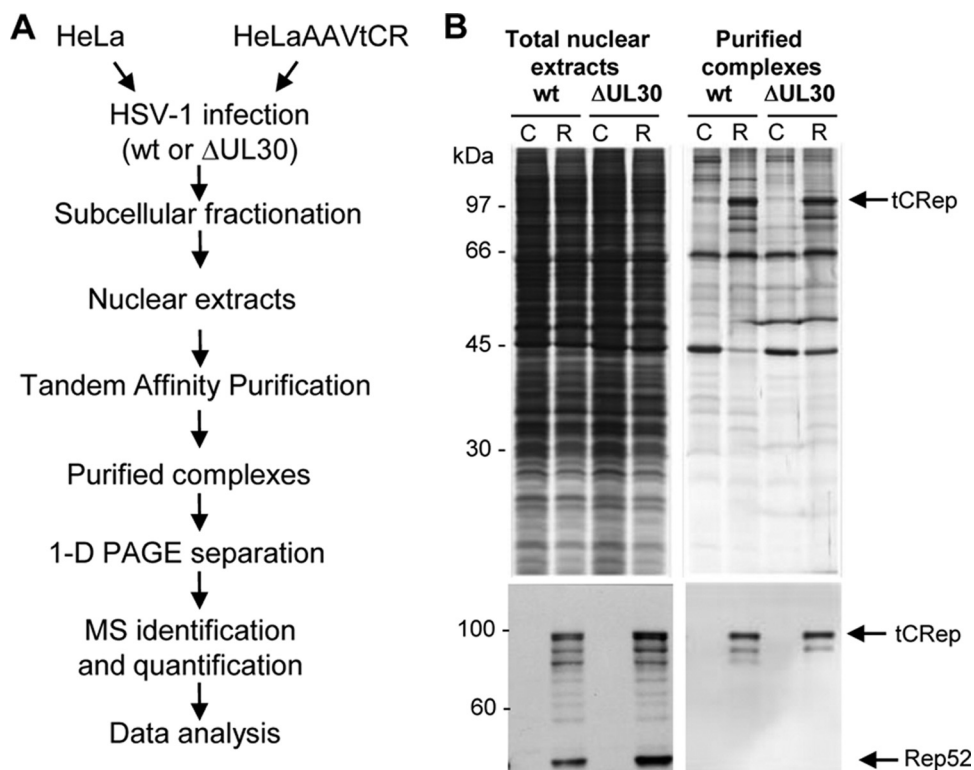 A
HeLa
HeLaAAVtCR
HSV-1 infection
(wt or ΔUL30)
Subcellular fractionation
Nuclear extracts
Tandem Affinity Purification
Purified complexes
1-D PAGE separation
MS identification
and quantification
Data analysis
B
Total nuclear
extracts
wt ΔUL30
C R C R
Purified
complexes
wt ΔUL30
C R C R
kDa
97 -
66 -
45 -
30 -
tCRep
100 -
60 -
tCRep
Rep52